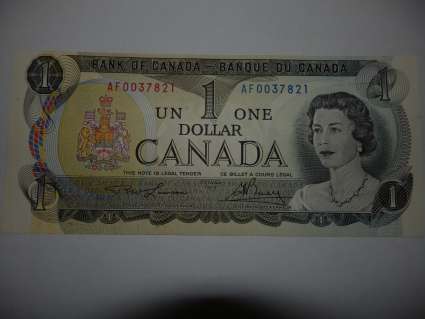 BANK OF CANADA – BANQUE DU CANADA
1 1
AF0037821 AF0037821
UN 1 ONE
DOLLAR
CANADA
THIS NOTE IS LEGAL TENDER CE BILLET A COURS LEGAL
1 1